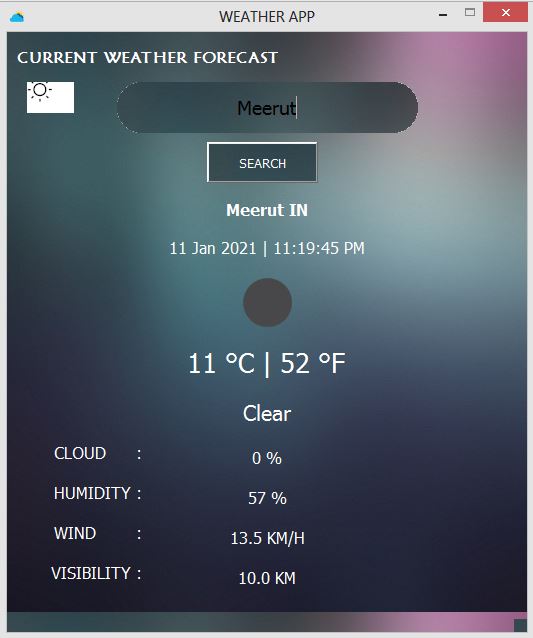 WEATHER APP
CURRENT WEATHER FORECAST
Meerut
SEARCH
Meerut IN
11 Jan 2021 | 11:19:45 PM
11 °C | 52 °F
Clear
CLOUD : 0 %
HUMIDITY : 57 %
WIND : 13.5 KM/H
VISIBILITY : 10.0 KM